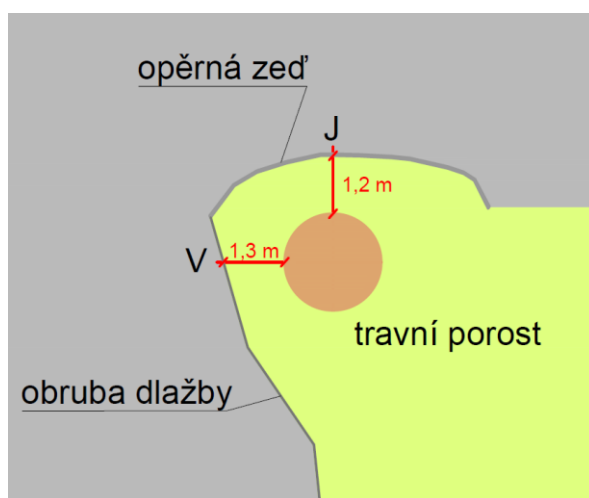 opěrná zeď
J
1,2 m
V
1,3 m
travní porost
obruba dlažby